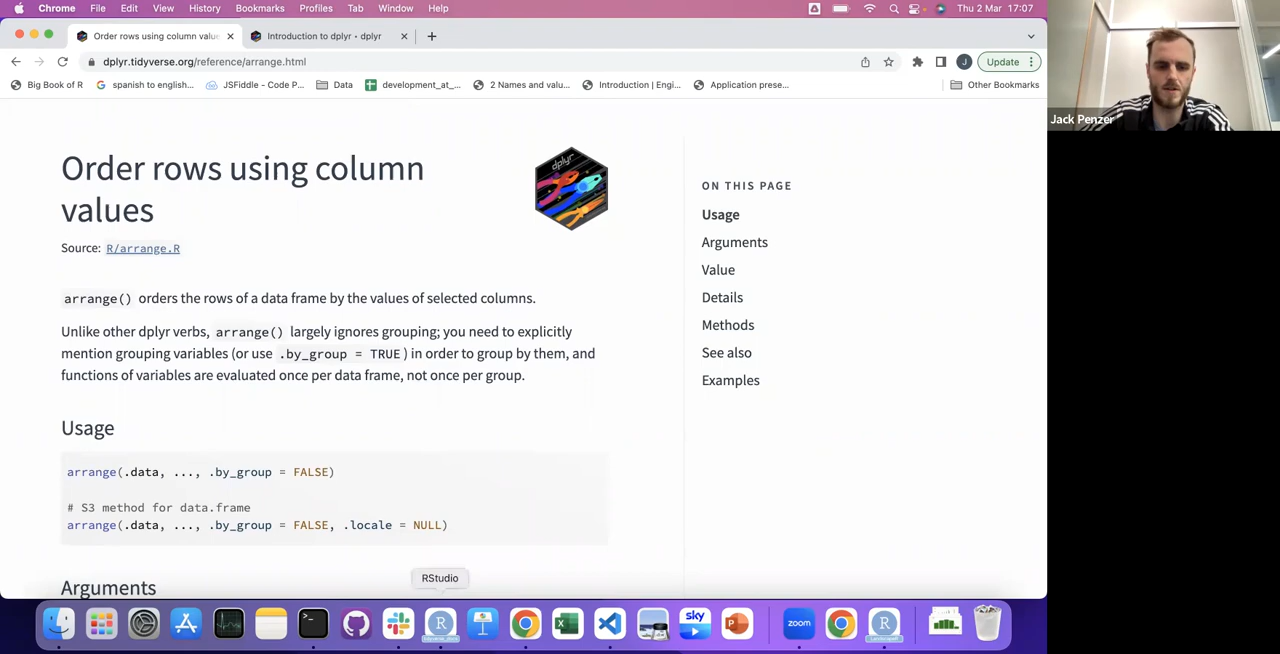 Chrome File Edit View History Bookmarks Profiles Tab Window Help Thu 2 Mar 17:07
Order rows using column valu Introduction to dplyr • dplyr
dplyr.tidyverse.org/reference/arrange.html Update
Big Book of R spanish to english... JSFiddle - Code P... Data development_at_... 2 Names and valu... Introduction | Engi... Application prese... Other Bookmarks
Jack Penzer
Order rows using column
values
dplyr
Source: R/arrange.R
arrange() orders the rows of a data frame by the values of selected columns.
Unlike other dplyr verbs, arrange() largely ignores grouping; you need to explicitly
mention grouping variables (or use .by_group = TRUE) in order to group by them, and
functions of variables are evaluated once per data frame, not once per group.
Usage
arrange(.data, ..., .by_group = FALSE)
# S3 method for data.frame
arrange(.data, ..., .by_group = FALSE, .locale = NULL)
Arguments
ON THIS PAGE
Usage
Arguments
Value
Details
Methods
See also
Examples
RStudio
sky
zoom